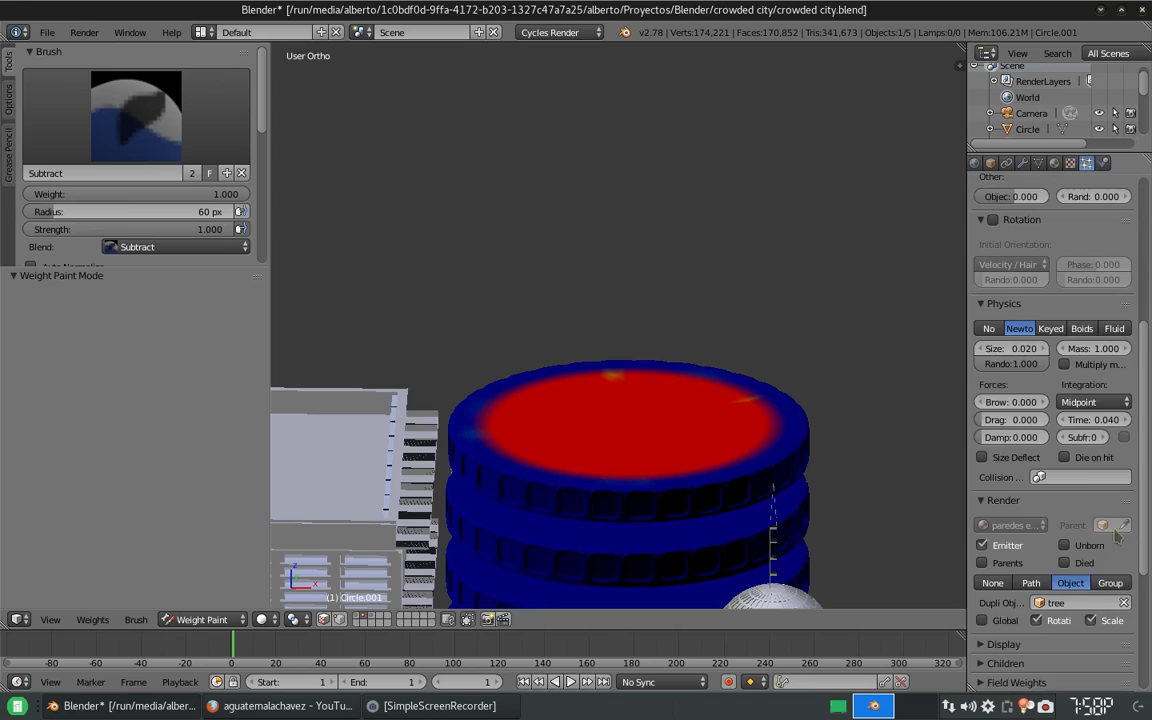 Blender* [/run/media/alberto/1c0bdf0d-9ffa-4172-b203-1327c47a7a25/alberto/Proyectos/Blender/crowded city/crowded city.blend]
File Render Window Help Default Scene Cycles Render v2.78 | Verts:174,221 | Faces:170,852 | Tris:341,673 | Objects:1/5 | Lamps:0/0 | Mem:106.21M | Circle.001
Tools
Options
Grease Pencil
Brush
Subtract 2 F
Weight: 1.000
Radius: 60 px
Strength: 1.000
Blend: Subtract
Weight Paint Mode
User Ortho
z
x
(1) Circle.001
View Weights Brush Weight Paint
View Search All Scenes
Scene
RenderLayers
World
Camera
Circle
Other:
Objec: 0.000 Rand: 0.000
Rotation
Initial Orientation:
Velocity / Hair Phase: 0.000
Rando:0.000 Rando: 0.000
Physics
No Newto Keyed Boids Fluid
Size: 0.020 Mass: 1.000
Rando:1.000 Multiply m...
Forces: Integration:
Brow: 0.000 Midpoint
Drag: 0.000 Time: 0.040
Damp:0.000 Subfr:0
Size Deflect Die on hit
Collision ...
Render
paredes e... Parent:
Emitter Unborn
Parents Died
None Path Object Group
Dupli Obj... tree
Global Rotati Scale
Display
Children
Field Weights
-80 -60 -40 -20 0 20 40 60 80 100 120 140 160 180 200 220 240 260 280 300 320
View Marker Frame Playback Start: 1 End: 1 1 No Sync
Blender* [/run/media/alber... aguatemalachavez - YouTu... [SimpleScreenRecorder] 7:58P